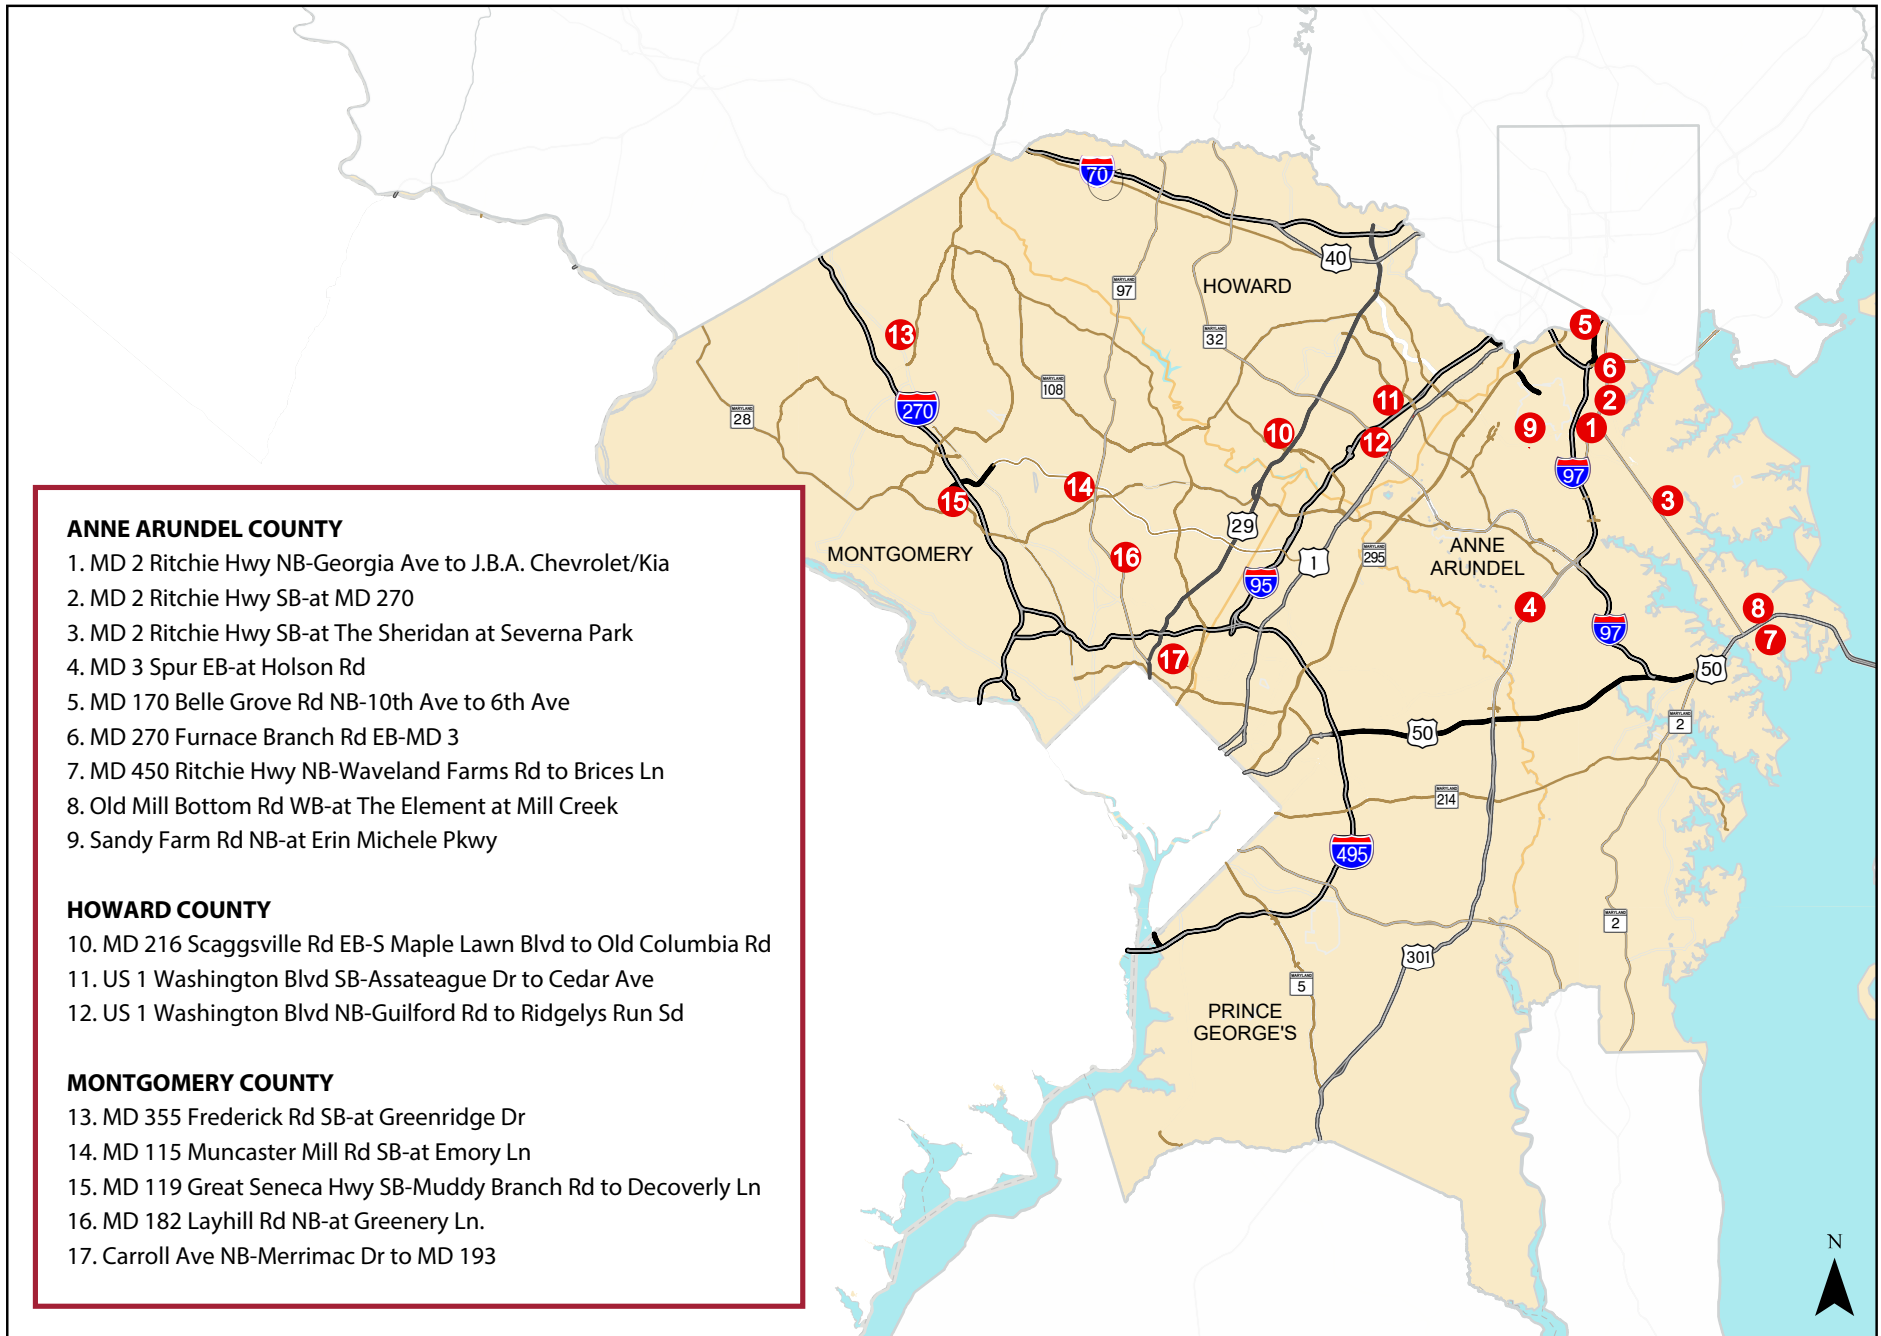 ANNE ARUNDEL COUNTY
1. MD 2 Ritchie Hwy NB-Georgia Ave to J.B.A. Chevrolet/Kia
2. MD 2 Ritchie Hwy SB-at MD 270
3. MD 2 Ritchie Hwy SB-at The Sheridan at Severna Park
4. MD 3 Spur EB-at Holson Rd
5. MD 170 Belle Grove Rd NB-10th Ave to 6th Ave
6. MD 270 Furnace Branch Rd EB-MD 3
7. MD 450 Ritchie Hwy NB-Waveland Farms Rd to Brices Ln
8. Old Mill Bottom Rd WB-at The Element at Mill Creek
9. Sandy Farm Rd NB-at Erin Michele Pkwy
HOWARD COUNTY
10. MD 216 Scaggsville Rd EB-S Maple Lawn Blvd to Old Columbia Rd
11. US 1 Washington Blvd SB-Assateague Dr to Cedar Ave
12. US 1 Washington Blvd NB-Guilford Rd to Ridgelys Run Sd
MONTGOMERY COUNTY
13. MD 355 Frederick Rd SB-at Greenridge Dr
14. MD 115 Muncaster Mill Rd SB-at Emory Ln
15. MD 119 Great Seneca Hwy SB-Muddy Branch Rd to Decoverly Ln
16. MD 182 Layhill Rd NB-at Greenery Ln.
17. Carroll Ave NB-Merrimac Dr to MD 193
70
40
HOWARD
MARYLAND
97
MARYLAND
32
5
13
6
MARYLAND
108
11
2
270
MARYLAND
28
10
12
9
1
97
14
15
3
29
MONTGOMERY
16
1
MARYLAND
295
ANNE
ARUNDEL
95
4
8
97
7
17
50
MARYLAND
2
50
MARYLAND
214
495
MARYLAND
2
301
MARYLAND
5
PRINCE
GEORGE'S
N